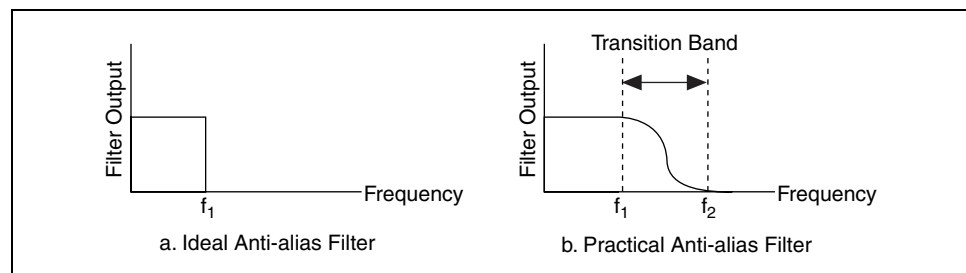 Filter Output
Frequency
f1
a. Ideal Anti-alias Filter
Transition Band
Filter Output
Frequency
f1
f2
b. Practical Anti-alias Filter